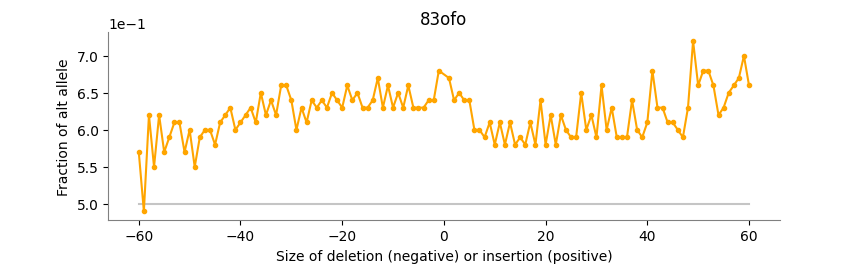 83ofo
1e−1
7.0
6.5
6.0
5.5
5.0
Fraction of alt allele
−60 −40 −20 0 20 40 60
Size of deletion (negative) or insertion (positive)